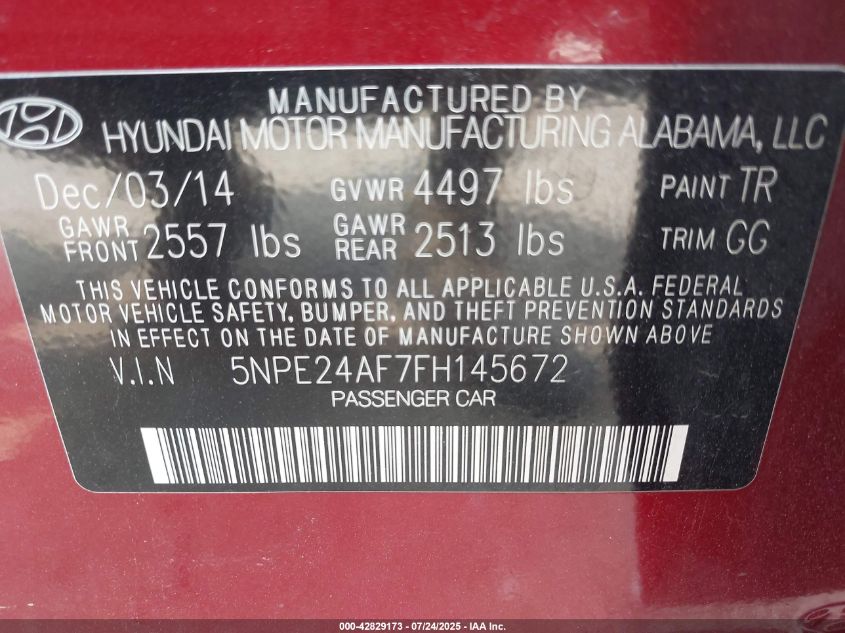 MANUFACTURED BY
HYUNDAI MOTOR MANUFACTURING ALABAMA, LLC
Dec/03/14 GVWR 4497 lbs PAINT TR
GAWR FRONT 2557 lbs GAWR REAR 2513 lbs TRIM GG
THIS VEHICLE CONFORMS TO ALL APPLICABLE U.S.A. FEDERAL
MOTOR VEHICLE SAFETY, BUMPER, AND THEFT PREVENTION STANDARDS
IN EFFECT ON THE DATE OF MANUFACTURE SHOWN ABOVE
V.I.N 5NPE24AF7FH145672
PASSENGER CAR
000-42829173 - 07/24/2025 - IAA Inc.